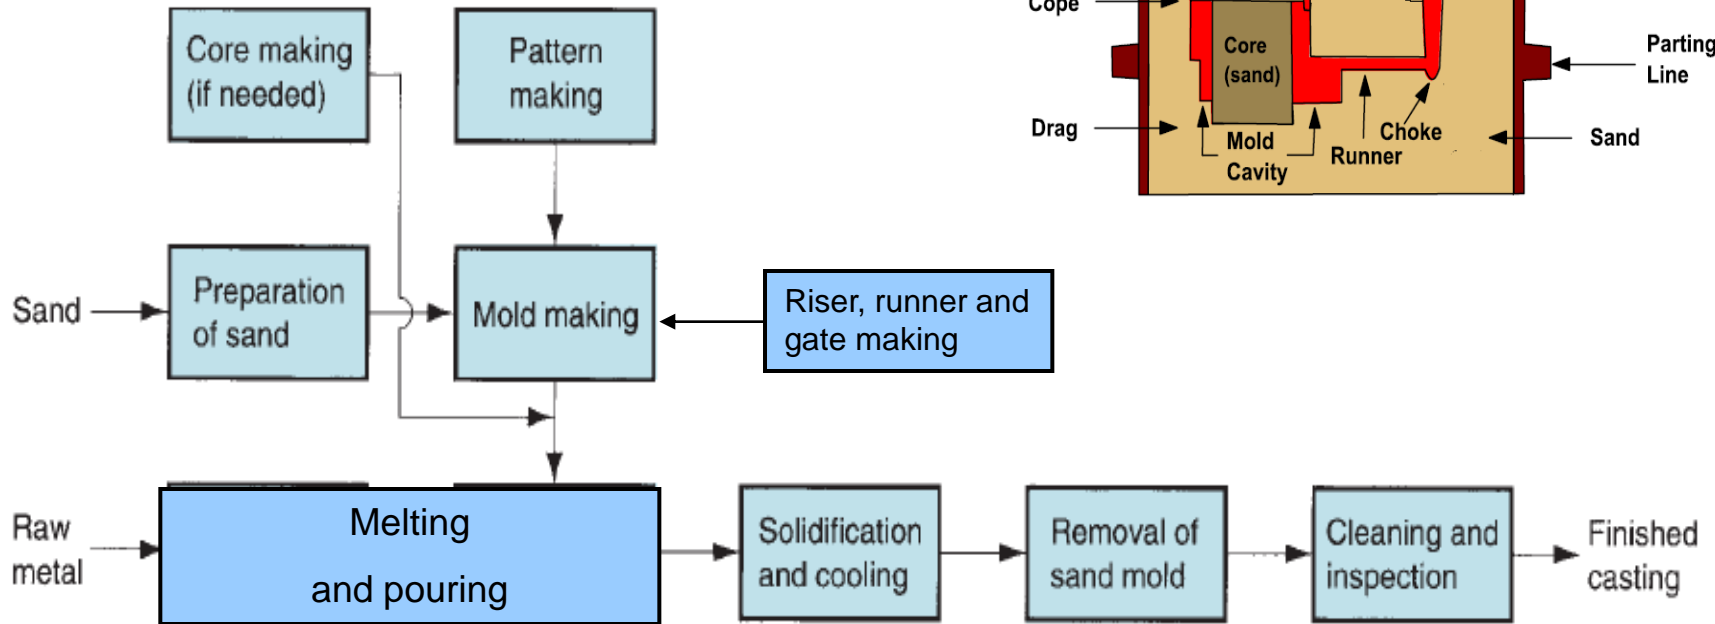 Core making
(if needed)
Pattern
making
Cope
Core
(sand)
Parting
Line
Drag
Mold
Cavity
Choke
Runner
Sand
Sand
Preparation
of sand
Mold making
Riser, runner and
gate making
Raw
metal
Melting
and pouring
Solidification
and cooling
Removal of
sand mold
Cleaning and
inspection
Finished
casting